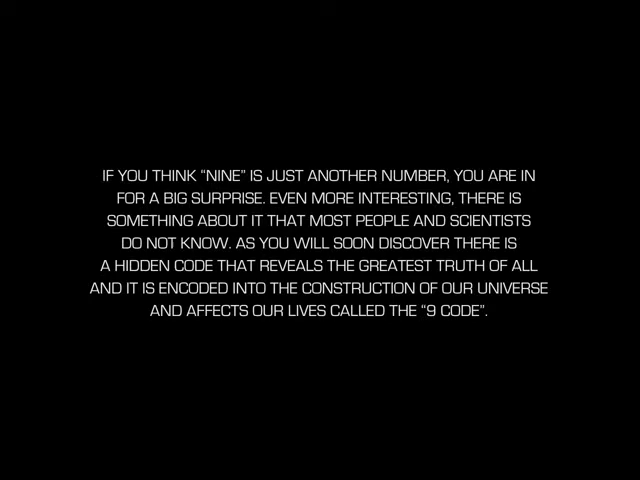 IF YOU THINK “NINE” IS JUST ANOTHER NUMBER, YOU ARE IN
FOR A BIG SURPRISE. EVEN MORE INTERESTING, THERE IS
SOMETHING ABOUT IT THAT MOST PEOPLE AND SCIENTISTS
DO NOT KNOW. AS YOU WILL SOON DISCOVER THERE IS
A HIDDEN CODE THAT REVEALS THE GREATEST TRUTH OF ALL
AND IT IS ENCODED INTO THE CONSTRUCTION OF OUR UNIVERSE
AND AFFECTS OUR LIVES CALLED THE “9 CODE”.